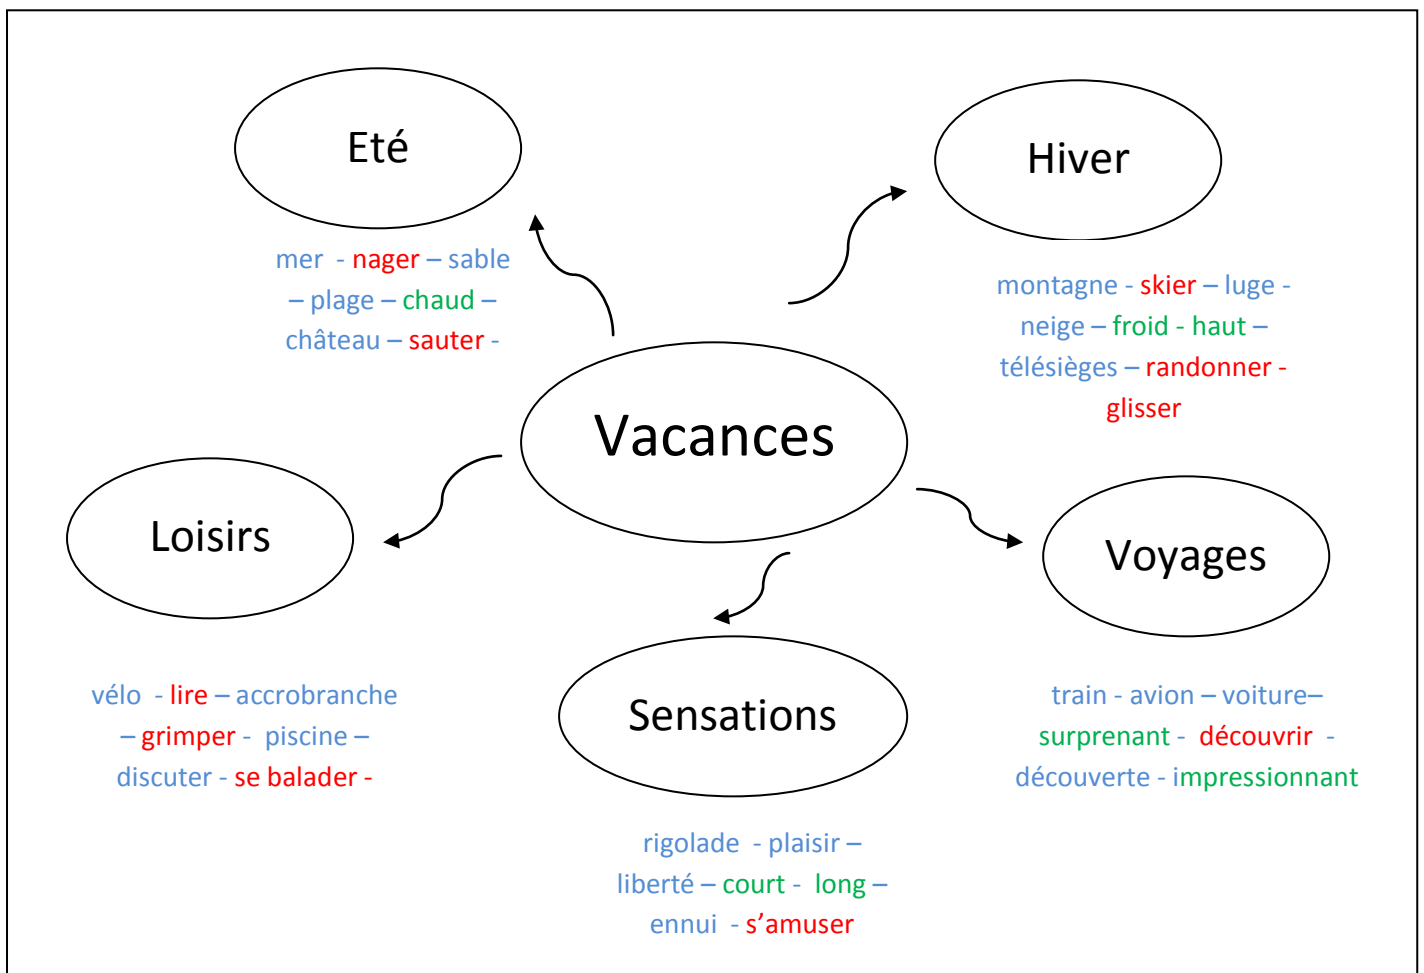 Eté
mer - nager – sable
– plage – chaud –
château – sauter -
Hiver
montagne - skier – luge -
neige – froid - haut –
télésièges – randonner -
glisser
Vacances
Loisirs
vélo - lire – accrobranche
– grimper - piscine –
discuter - se balader -
Sensations
rigolade - plaisir –
liberté – court - long –
ennui - s’amuser
Voyages
train - avion – voiture–
surprenant - découvrir -
découverte - impressionnant